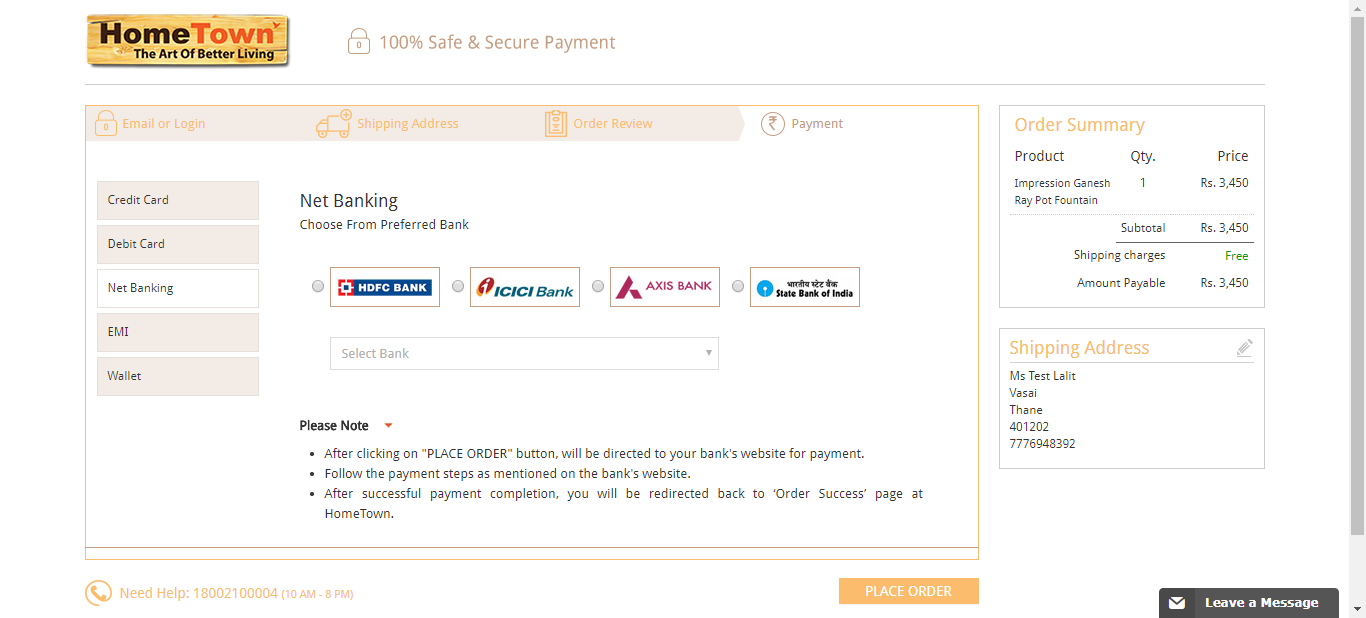 HomeTown
The Art Of Better Living
100% Safe & Secure Payment
Email or Login
Shipping Address
Order Review
Payment
Credit Card
Debit Card
Net Banking
EMI
Wallet
Net Banking
Choose From Preferred Bank
HDFC BANK
ICICI Bank
AXIS BANK
भारतीय स्टेट बैंक
State Bank of India
Select Bank
Please Note
After clicking on "PLACE ORDER" button, will be directed to your bank's website for payment.
Follow the payment steps as mentioned on the bank's website.
After successful payment completion, you will be redirected back to ‘Order Success’ page at
HomeTown.
Need Help: 18002100004 (10 AM - 8 PM)
PLACE ORDER
Order Summary
Product Qty. Price
Impression Ganesh 1 Rs. 3,450
Ray Pot Fountain
Subtotal Rs. 3,450
Shipping charges Free
Amount Payable Rs. 3,450
Shipping Address
Ms Test Lalit
Vasai
Thane
401202
7776948392
Leave a Message